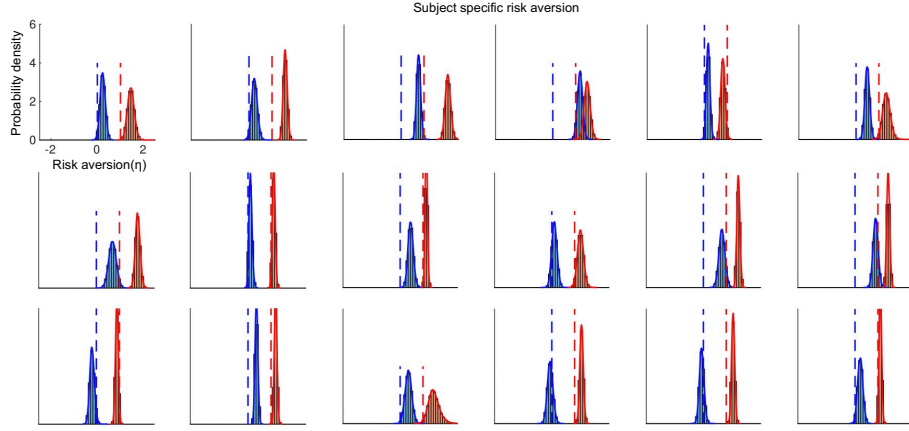 Subject specific risk aversion
Probability density
6
4
2
0
-2 0 2
Risk aversion(η)